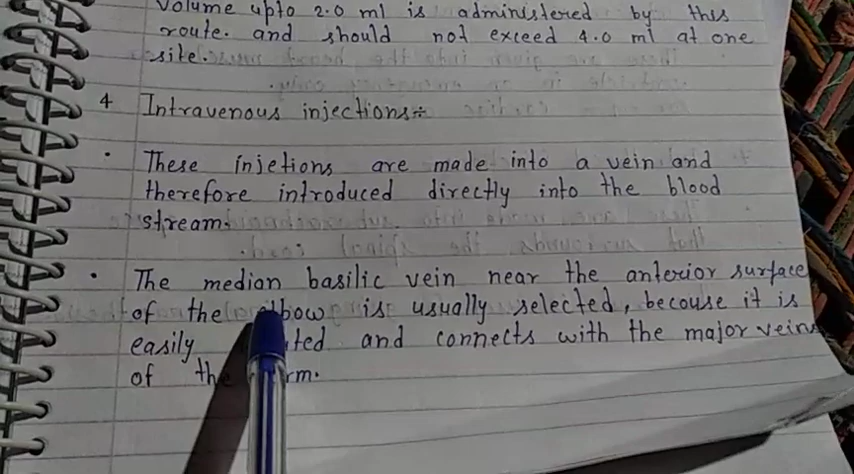 volume upto 2.0 ml is administered by this
route. and should not exceed 4.0 ml at one
site.
4 Intravenous injections÷
• These injetions are made into a vein and
therefore introduced directly into the blood
stream.
• The median basilic vein near the anterior surface
of the elbow is usually selected, becouse it is
easily and connects with the major veins
of the